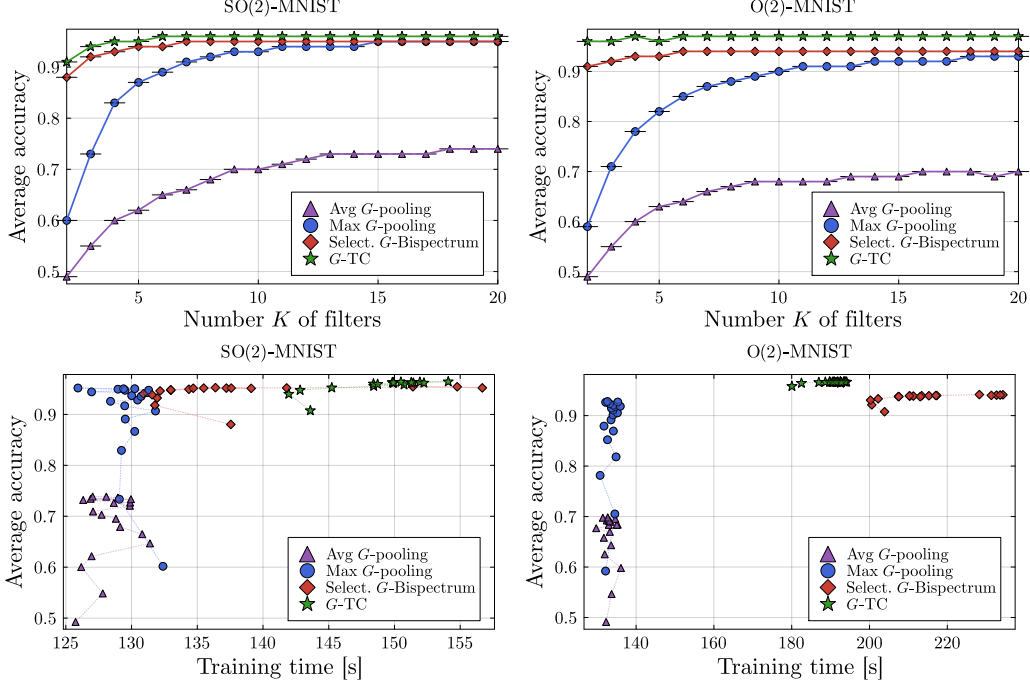 SO(2)-MNIST
Average accuracy
0.9
0.8
0.7
0.6
0.5
Avg G-pooling
Max G-pooling
Select. G-Bispectrum
G-TC
5
10
15
20
Number K of filters
O(2)-MNIST
Average accuracy
0.9
0.8
0.7
0.6
0.5
Avg G-pooling
Max G-pooling
Select. G-Bispectrum
G-TC
5
10
15
20
Number K of filters
SO(2)-MNIST
Average accuracy
0.9
0.8
0.7
0.6
0.5
Avg G-pooling
Max G-pooling
Select. G-Bispectrum
G-TC
125
130
135
140
145
150
155
Training time [s]
O(2)-MNIST
Average accuracy
0.9
0.8
0.7
0.6
0.5
Avg G-pooling
Max G-pooling
Select. G-Bispectrum
G-TC
140
160
180
200
220
Training time [s]